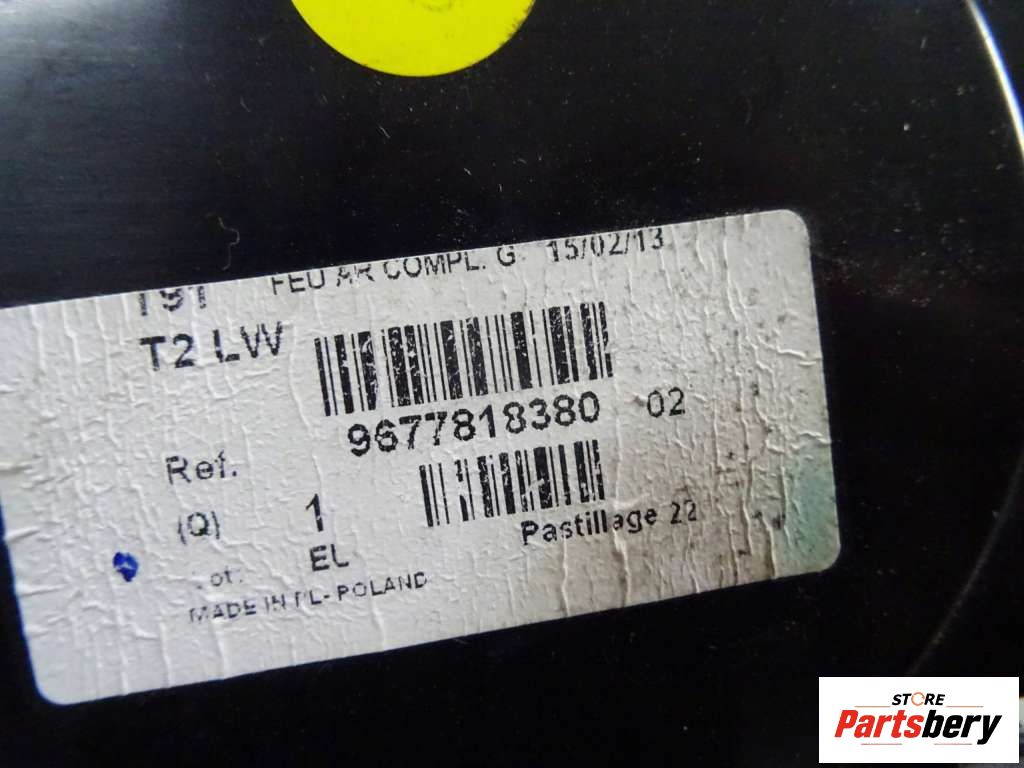 T91 FEU AR COMPL. G 15/02/13
T2 LW
9677818380 02
Ref.
(Q) 1 Pastillage 22
EL
ot.
MADE IN PL- POLAND
STORE
Partsbery